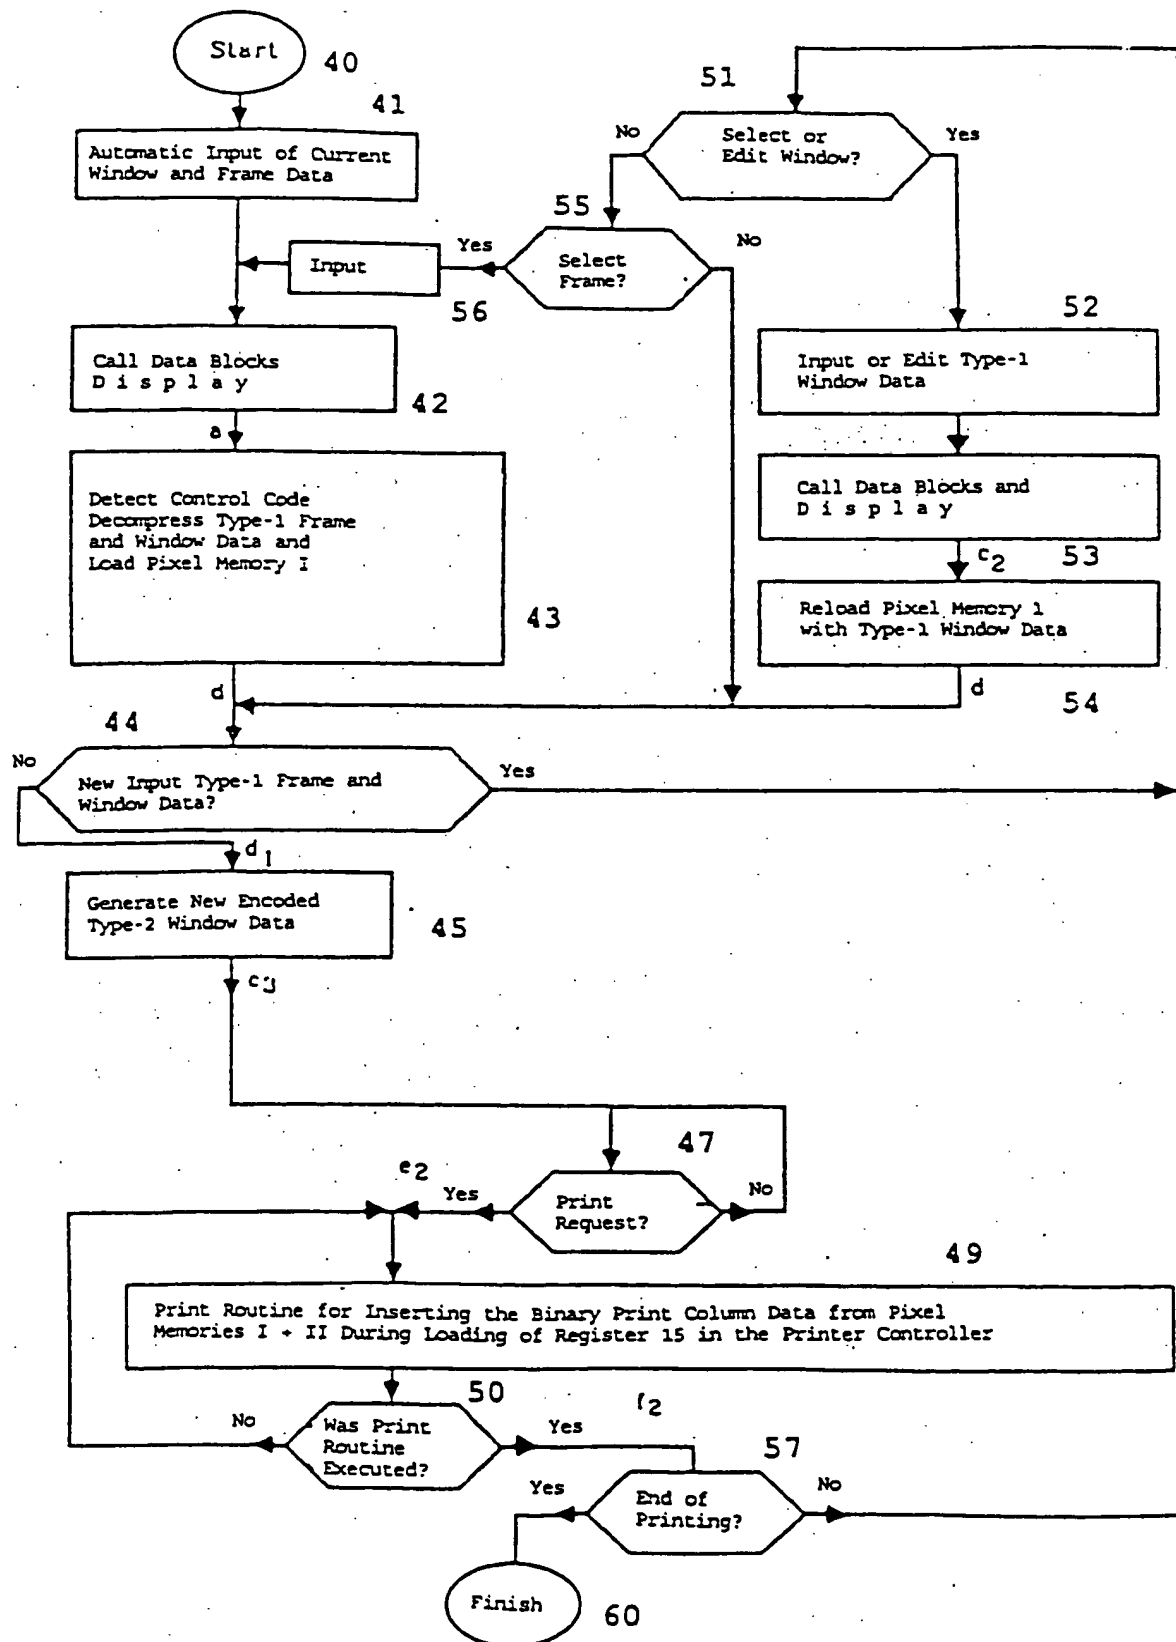 Start
40
41
Automatic Input of Current
Window and Frame Data
51
Select or
Edit Window?
No
Yes
55
Select
Frame?
Yes
No
Input
56
Call Data Blocks
D i s p l a y
42
a
52
Input or Edit Type-1
Window Data
Call Data Blocks and
D i s p l a y
c2
53
Detect Control Code
Decompress Type-1 Frame
and Window Data and
Load Pixel Memory I
43
Reload Pixel Memory 1
with Type-1 Window Data
d
54
d
44
No
New Input Type-1 Frame and
Window Data?
Yes
d1
Generate New Encoded
Type-2 Window Data
45
c3
47
e2
Yes
Print
Request?
No
49
Print Routine for Inserting the Binary Print Column Data from Pixel
Memories I + II During Loading of Register 15 in the Printer Controller
50
f2
No
Was Print
Routine
Executed?
Yes
57
Yes
End of
Printing?
No
Finish
60